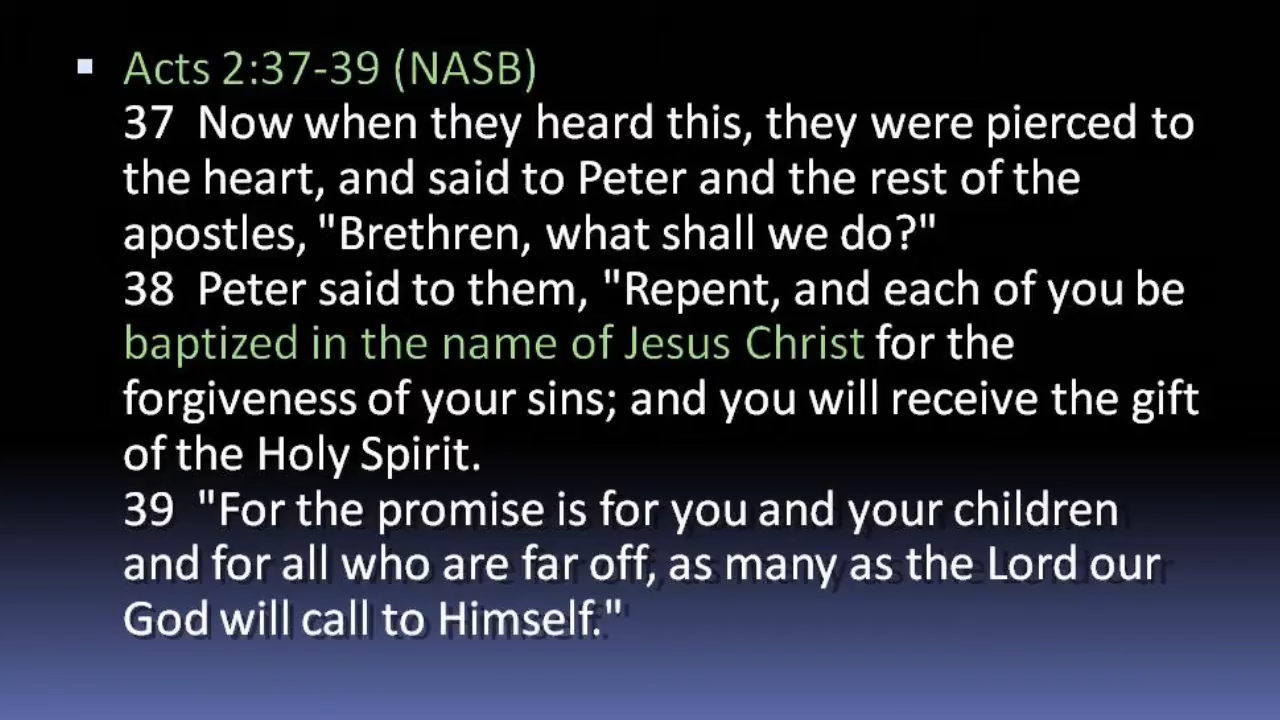 Acts 2:37-39 (NASB)
37  Now when they heard this, they were pierced to
the heart, and said to Peter and the rest of the
apostles, "Brethren, what shall we do?"
38  Peter said to them, "Repent, and each of you be
baptized in the name of Jesus Christ for the
forgiveness of your sins; and you will receive the gift
of the Holy Spirit.
39  "For the promise is for you and your children
and for all who are far off, as many as the Lord our
God will call to Himself."